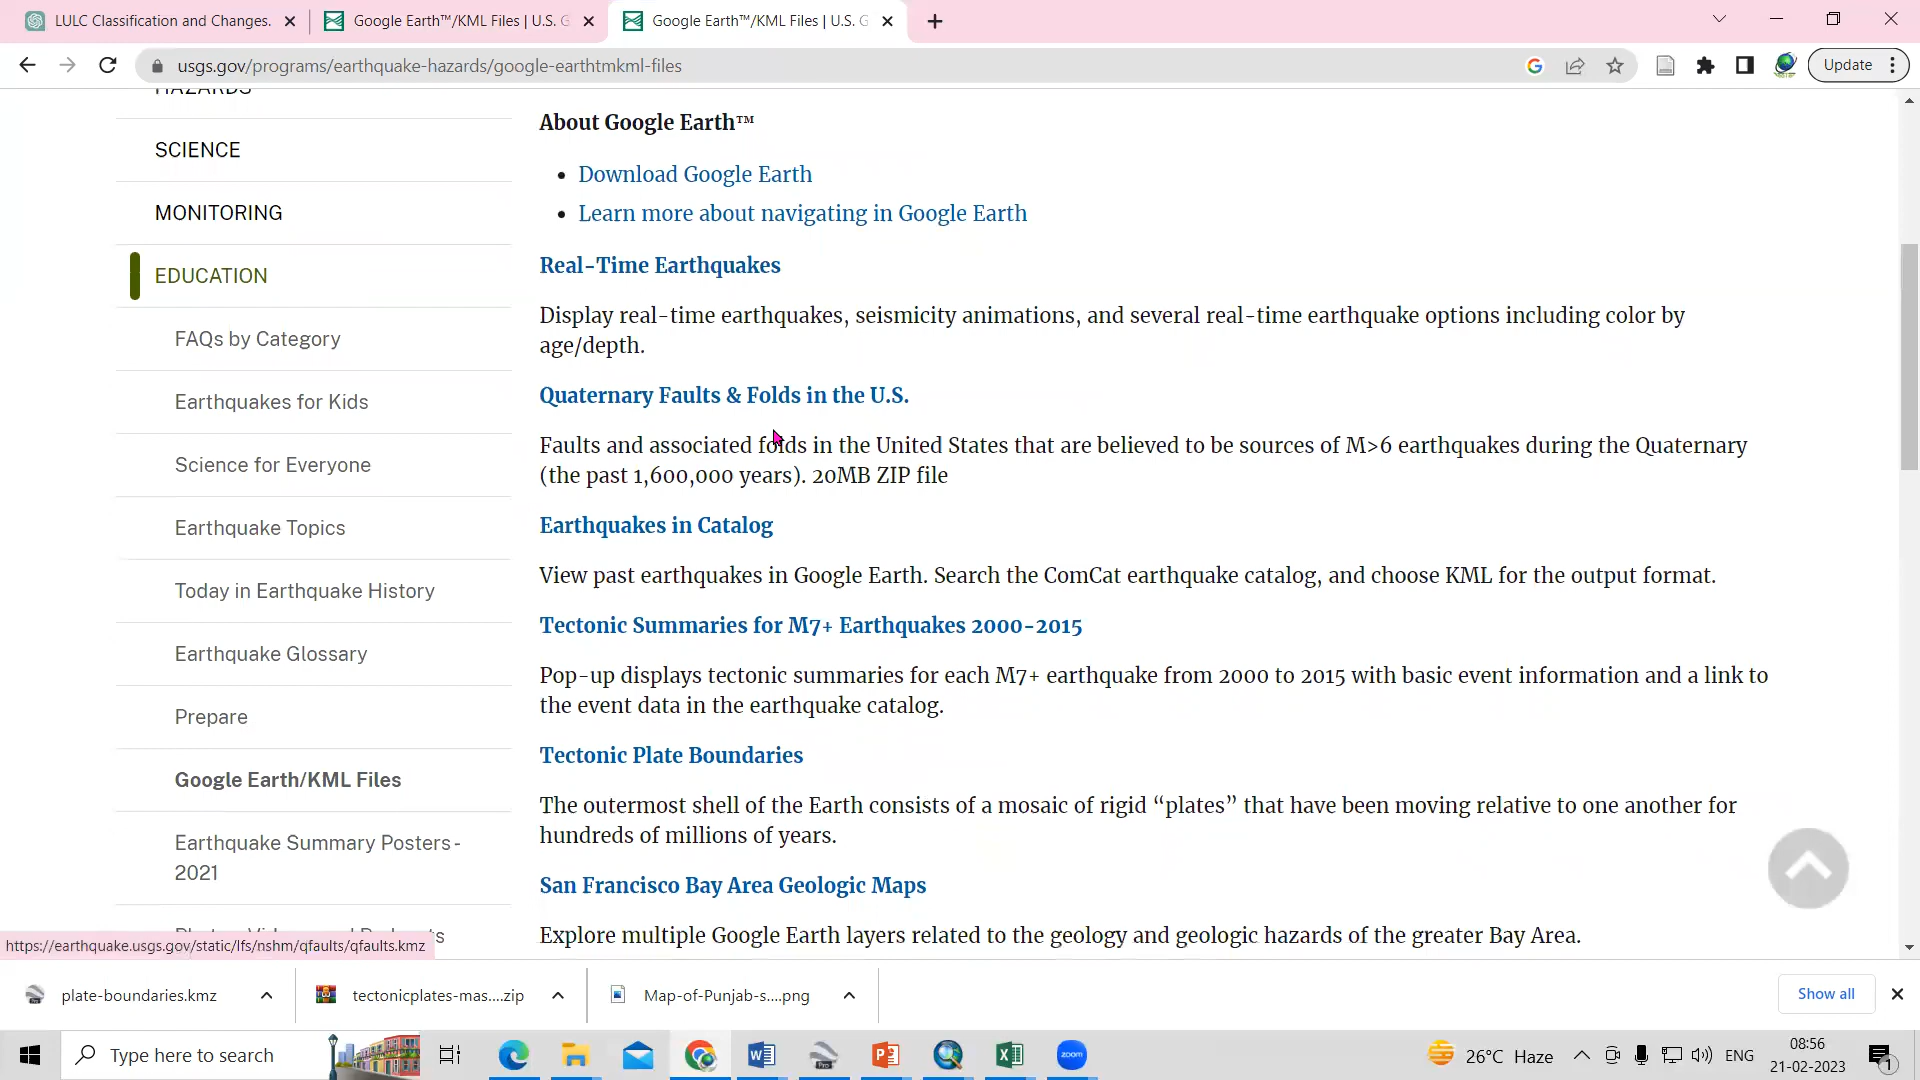 LULC Classification and Changes.
Google Earth™/KML Files | U.S. G
Google Earth™/KML Files | U.S. G
usgs.gov/programs/earthquake-hazards/google-earthtmkml-files
Update
HAZARDS
SCIENCE
MONITORING
EDUCATION
FAQs by Category
Earthquakes for Kids
Science for Everyone
Earthquake Topics
Today in Earthquake History
Earthquake Glossary
Prepare
Google Earth/KML Files
Earthquake Summary Posters -
2021
About Google Earth™
• Download Google Earth
• Learn more about navigating in Google Earth
Real-Time Earthquakes
Display real-time earthquakes, seismicity animations, and several real-time earthquake options including color by
age/depth.
Quaternary Faults & Folds in the U.S.
Faults and associated folds in the United States that are believed to be sources of M>6 earthquakes during the Quaternary
(the past 1,600,000 years). 20MB ZIP file
Earthquakes in Catalog
View past earthquakes in Google Earth. Search the ComCat earthquake catalog, and choose KML for the output format.
Tectonic Summaries for M7+ Earthquakes 2000-2015
Pop-up displays tectonic summaries for each M7+ earthquake from 2000 to 2015 with basic event information and a link to
the event data in the earthquake catalog.
Tectonic Plate Boundaries
The outermost shell of the Earth consists of a mosaic of rigid “plates” that have been moving relative to one another for
hundreds of millions of years.
San Francisco Bay Area Geologic Maps
Explore multiple Google Earth layers related to the geology and geologic hazards of the greater Bay Area.
https://earthquake.usgs.gov/static/lfs/nshm/qfaults/qfaults.kmz
plate-boundaries.kmz
tectonicplates-mas....zip
Map-of-Punjab-s....png
Show all
Type here to search
zoom
26°C Haze
ENG
08:56
21-02-2023
1